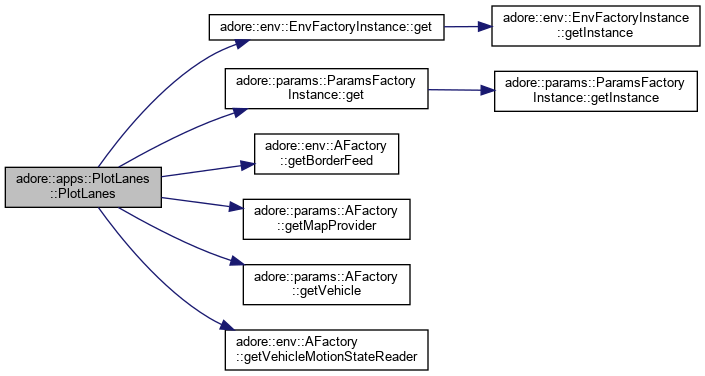 adore::env::EnvFactoryInstance::get
adore::env::EnvFactoryInstance
::getInstance
adore::params::ParamsFactory
Instance::get
adore::params::ParamsFactory
Instance::getInstance
adore::env::AFactory
::getBorderFeed
adore::apps::PlotLanes
::PlotLanes
adore::params::AFactory
::getMapProvider
adore::params::AFactory
::getVehicle
adore::env::AFactory
::getVehicleMotionStateReader